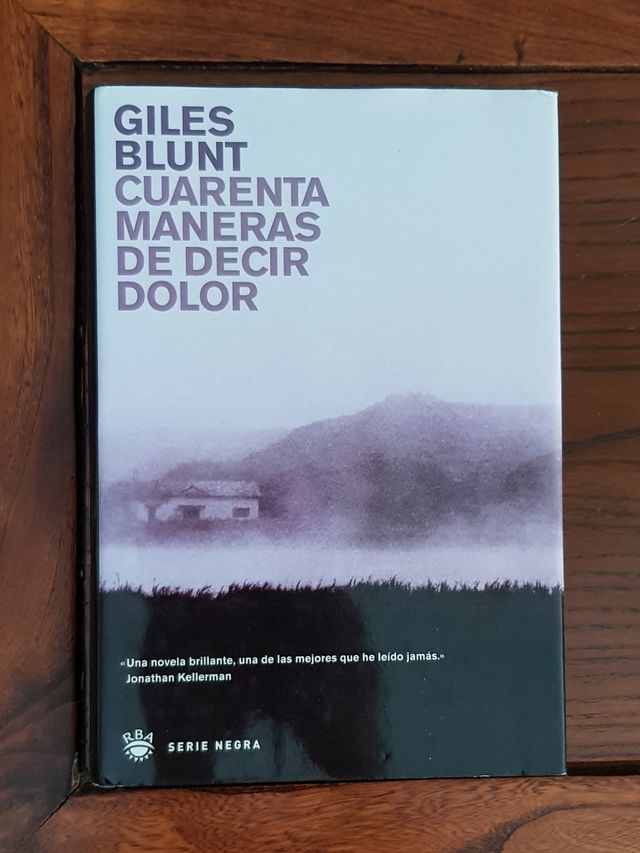 GILES
BLUNT
CUARENTA
MANERAS
DE DECIR
DOLOR
«Una novela brillante, una de las mejores que he leído jamás.»
Jonathan Kellerman
RBA
SERIE NEGRA